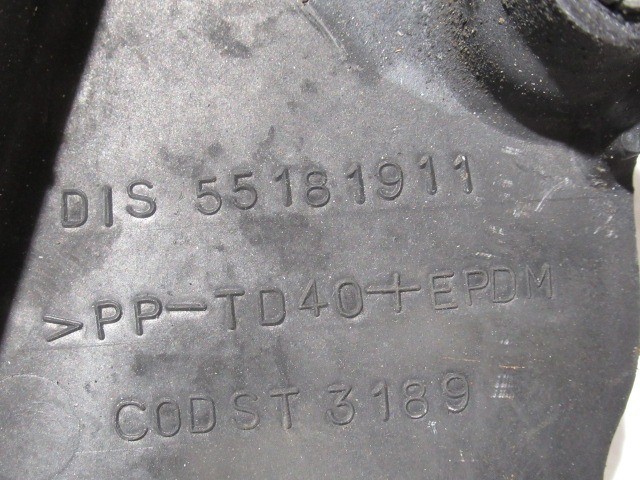 DIS 55181911
>PP-TD40+EPDM
CODST 3189